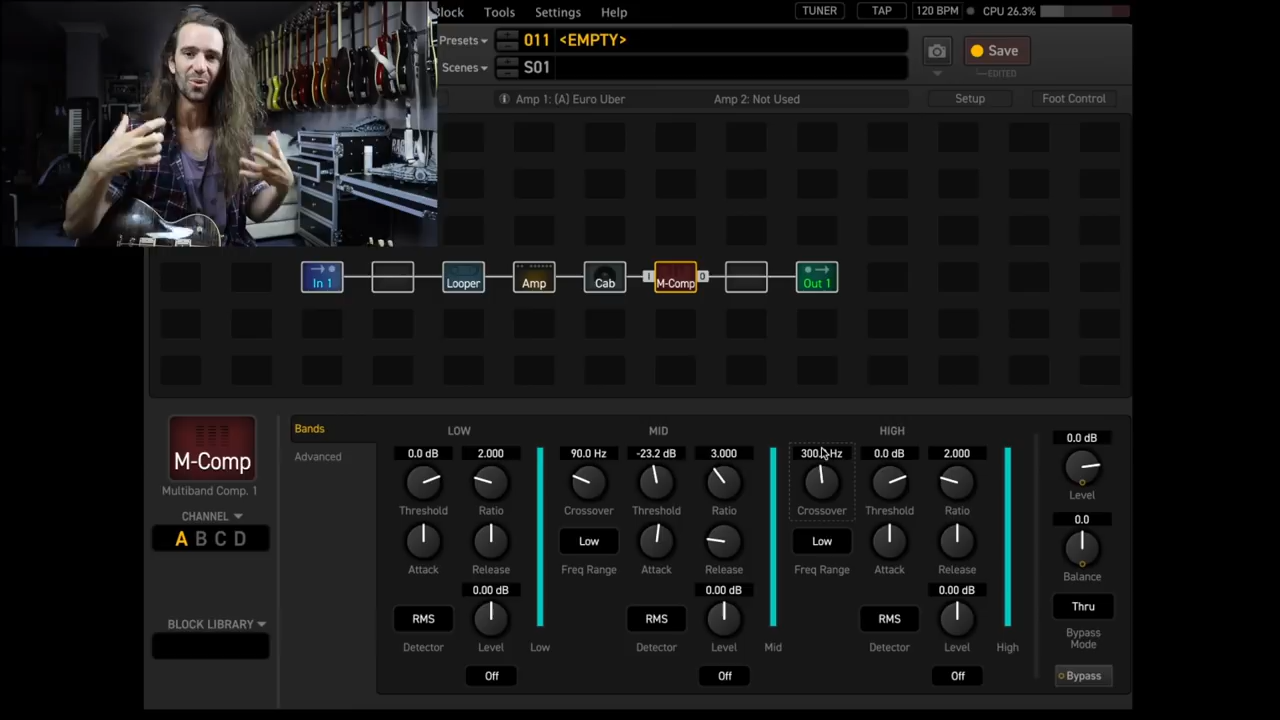 Block Tools Settings Help TUNER TAP 120 BPM CPU 26.3%
Presets 011 <EMPTY> Save
Scenes S01 EDITED
Amp 1: (A) Euro Uber Amp 2: Not Used Setup Foot Control
In 1 Looper Amp Cab I M-Comp O Out 1
M-Comp
Multiband Comp. 1
CHANNEL
A B C D
BLOCK LIBRARY
Bands
Advanced
LOW MID HIGH
0.0 dB 2.000 90.0 Hz -23.2 dB 3.000 Hz 0.0 dB 2.000
Threshold Ratio Crossover Threshold Ratio Crossover Threshold Ratio
Low Low
Attack Release Freq Range Attack Release Freq Range Attack Release
0.00 dB 0.00 dB 0.00 dB
RMS RMS RMS
Detector Level Low Detector Level Mid Detector Level High
Off Off Off
0.0 dB
Level
0.0
Balance
Thru
Bypass
Mode
Bypass